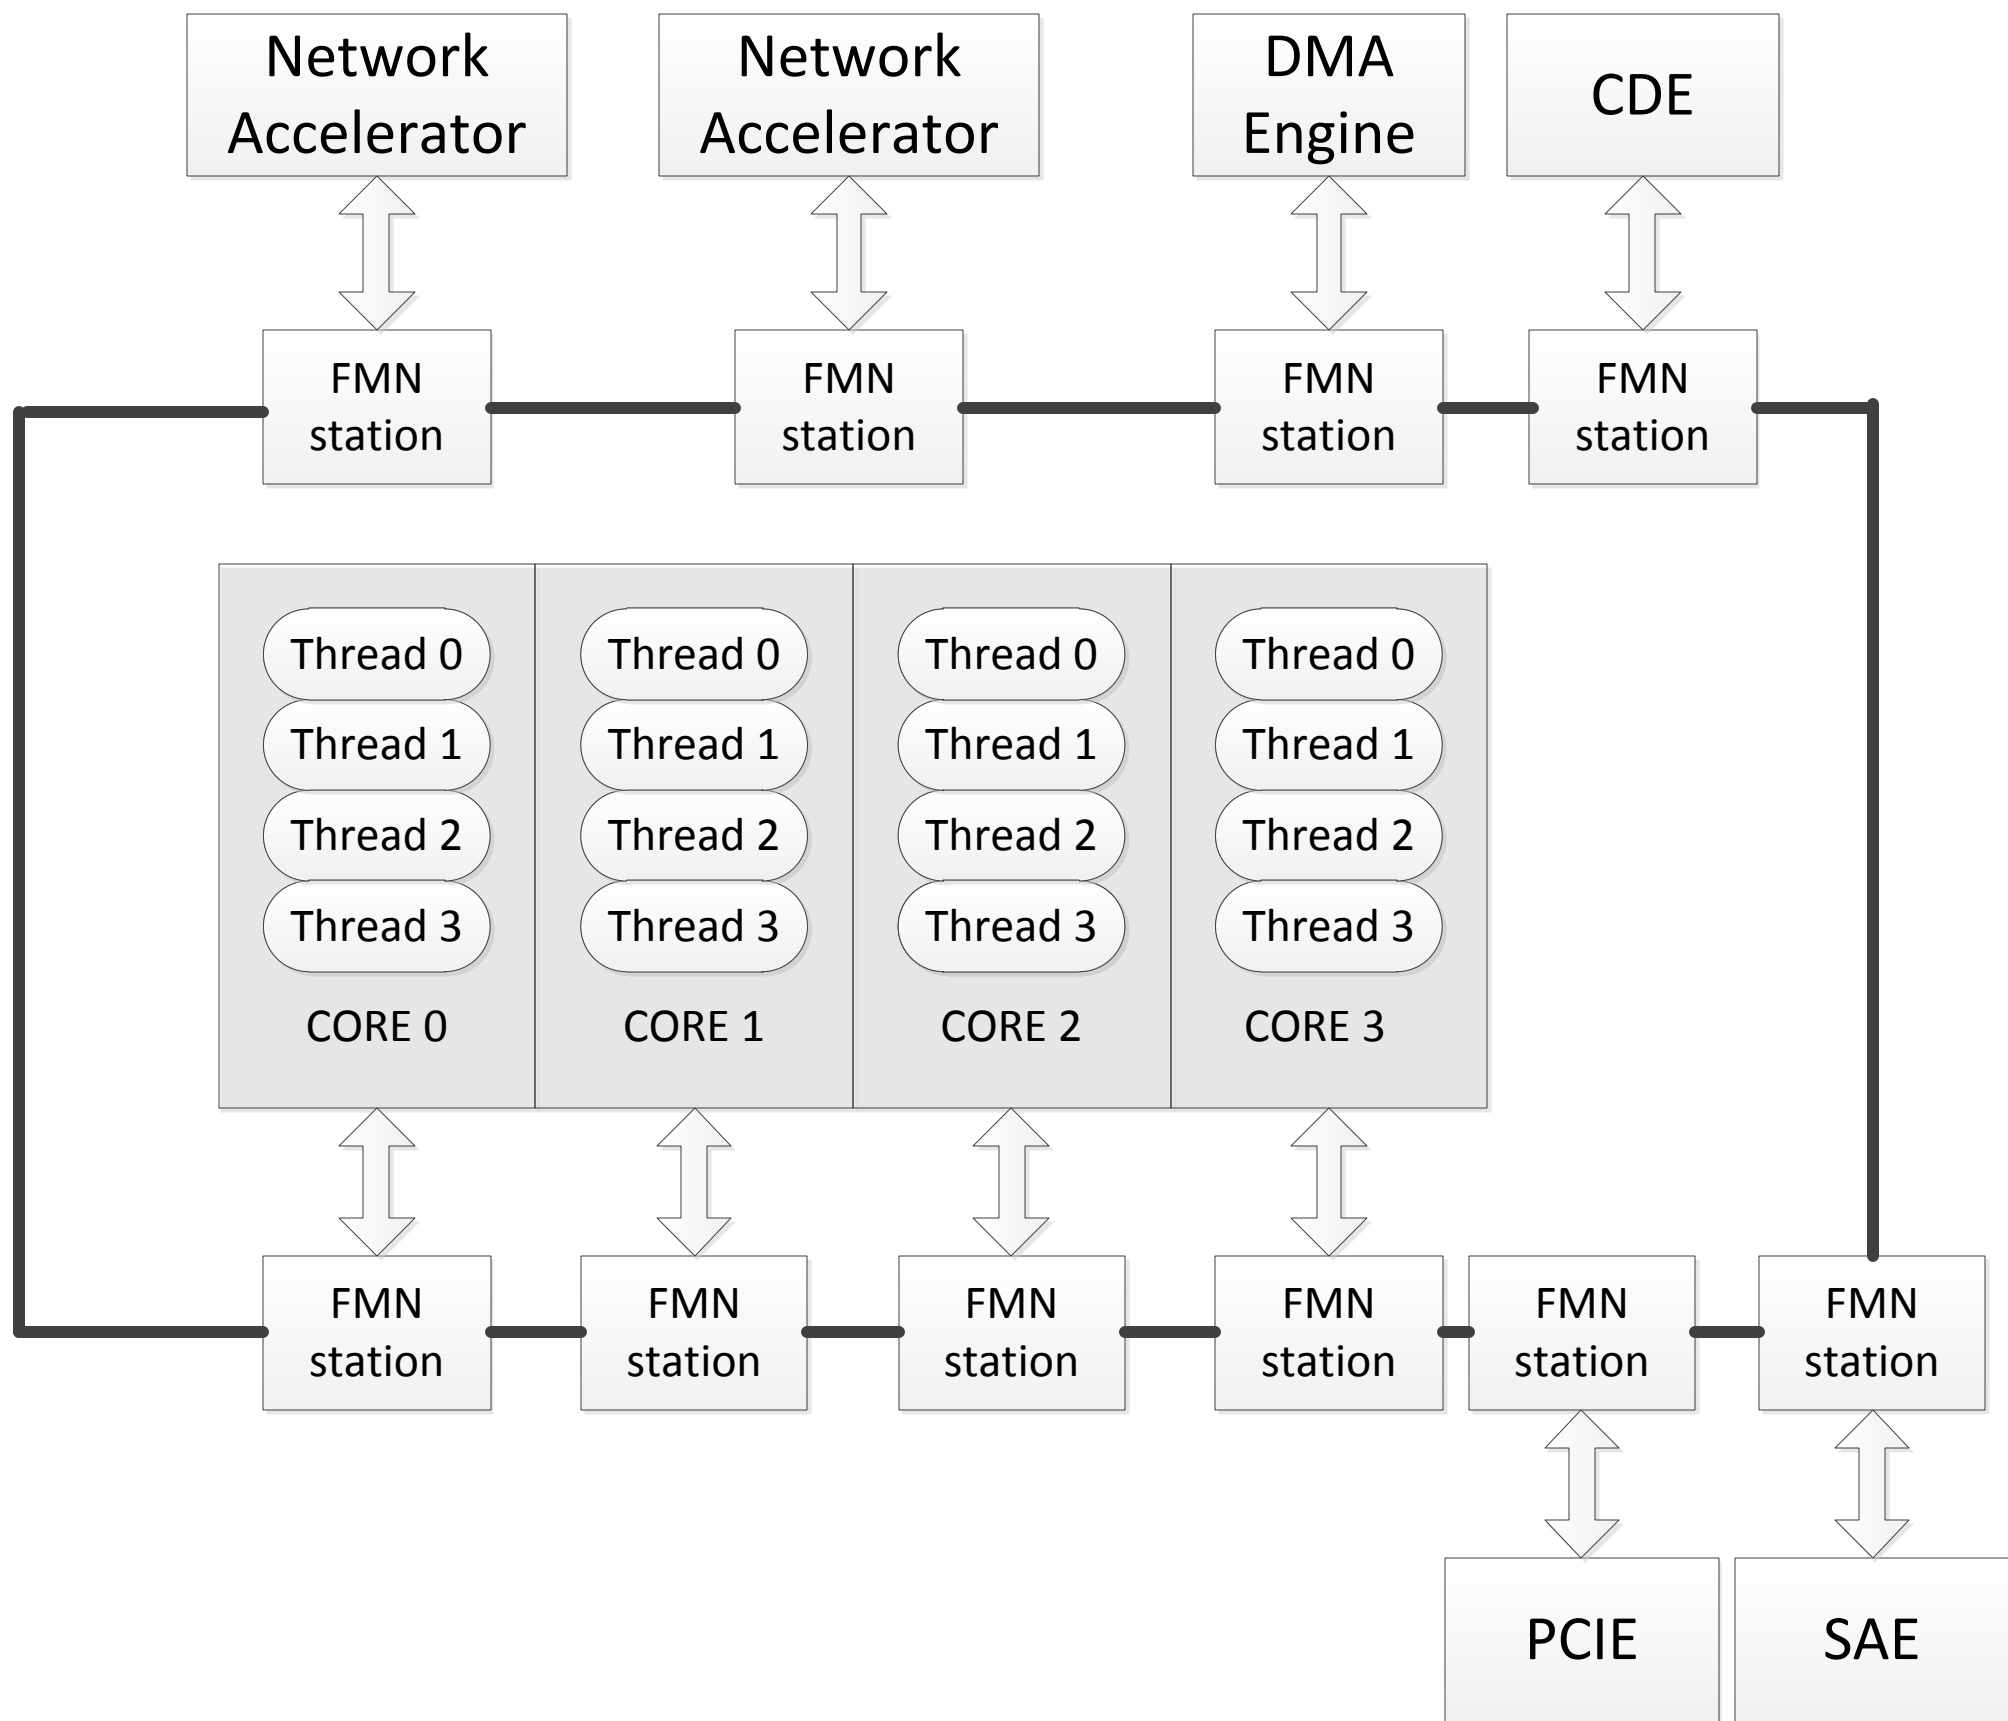 Network
Accelerator
Network
Accelerator
DMA
Engine
CDE
FMN
station
FMN
station
FMN
station
FMN
station
Thread 0
Thread 1
Thread 2
Thread 3
CORE 0
Thread 0
Thread 1
Thread 2
Thread 3
CORE 1
Thread 0
Thread 1
Thread 2
Thread 3
CORE 2
Thread 0
Thread 1
Thread 2
Thread 3
CORE 3
FMN
station
FMN
station
FMN
station
FMN
station
FMN
station
FMN
station
PCIE
SAE